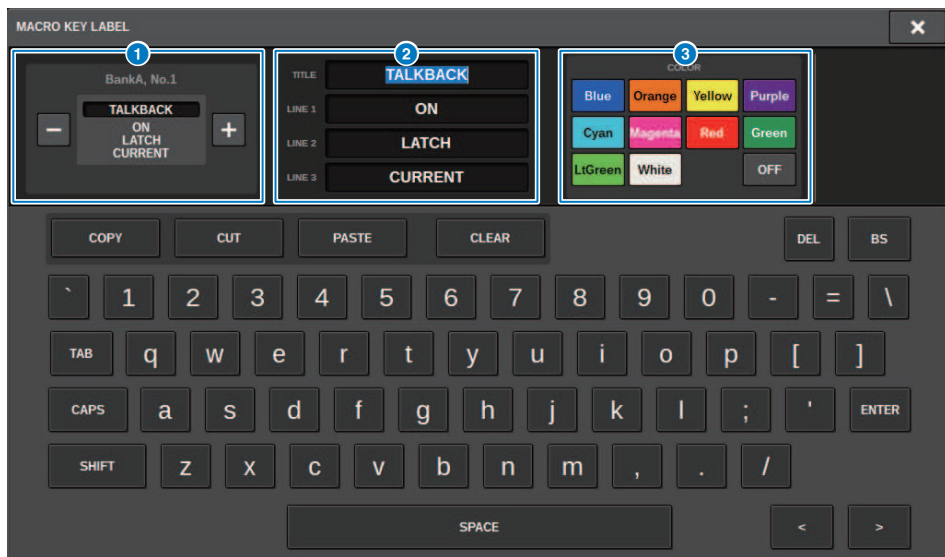 MACRO KEY LABEL ×
1 2 3
BankA, No.1
TALKBACK
ON
LATCH
CURRENT
− +
TITLE TALKBACK
LINE 1 ON
LINE 2 LATCH
LINE 3 CURRENT
COLOR
Blue Orange Yellow Purple
Cyan Magenta Red Green
LtGreen White OFF
COPY CUT PASTE CLEAR DEL BS
` 1 2 3 4 5 6 7 8 9 0 - = \
TAB q w e r t y u i o p [ ]
CAPS a s d f g h j k l ; ' ENTER
SHIFT z x c v b n m , . /
SPACE < >